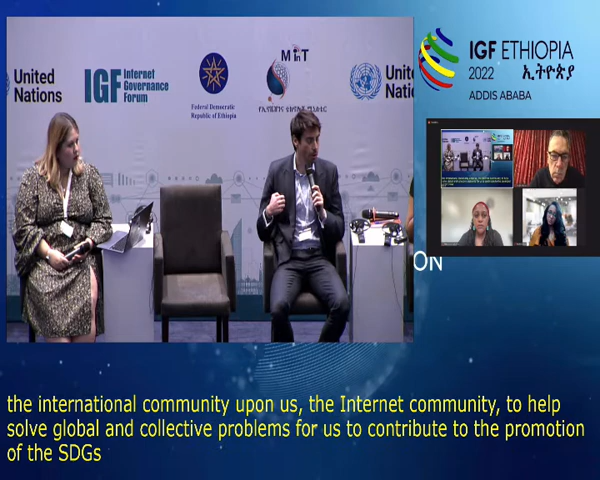 United
Nations
IGF Internet
Governance
Forum
Federal Democratic
Republic of Ethiopia
MInT
United
Nations
IGF ETHIOPIA
2022 ኢትዮጵያ
ADDIS ABABA
ON
the international community upon us, the Internet community, to help
solve global and collective problems for us to contribute to the promotion
of the SDGs